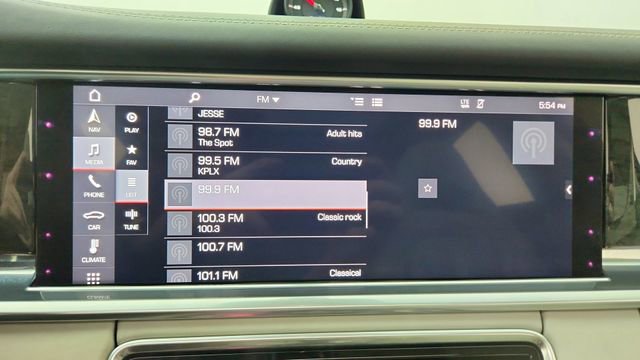 FM
LTE
5:54 PM
NAV
PLAY
MEDIA
FAV
PHONE
LIST
CAR
TUNE
CLIMATE
JESSE
98.7 FM
Adult hits
The Spot
99.5 FM
Country
KPLX
99.9 FM
100.3 FM
Classic rock
100.3
100.7 FM
101.1 FM
Classical
99.9 FM